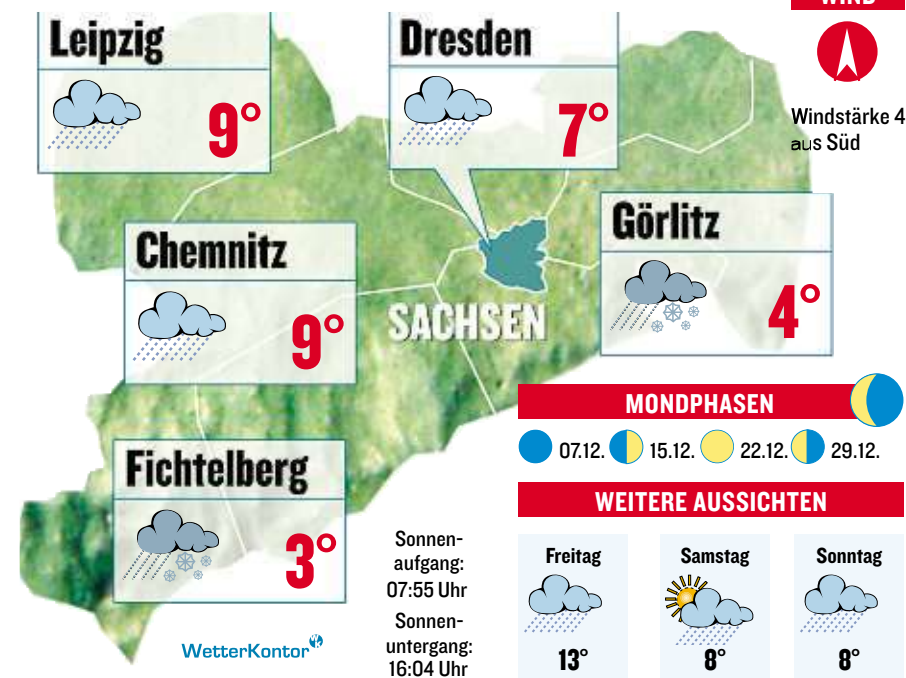 WIND
Leipzig
9°
Dresden
7°
Windstärke 4
aus Süd
Görlitz
4°
Chemnitz
9°
SACHSEN
Fichtelberg
3°
MONDPHASEN
07.12. 15.12. 22.12. 29.12.
WEITERE AUSSICHTEN
Freitag
13°
Samstag
8°
Sonntag
8°
Sonnen-
aufgang:
07:55 Uhr
Sonnen-
untergang:
16:04 Uhr
WetterKontor